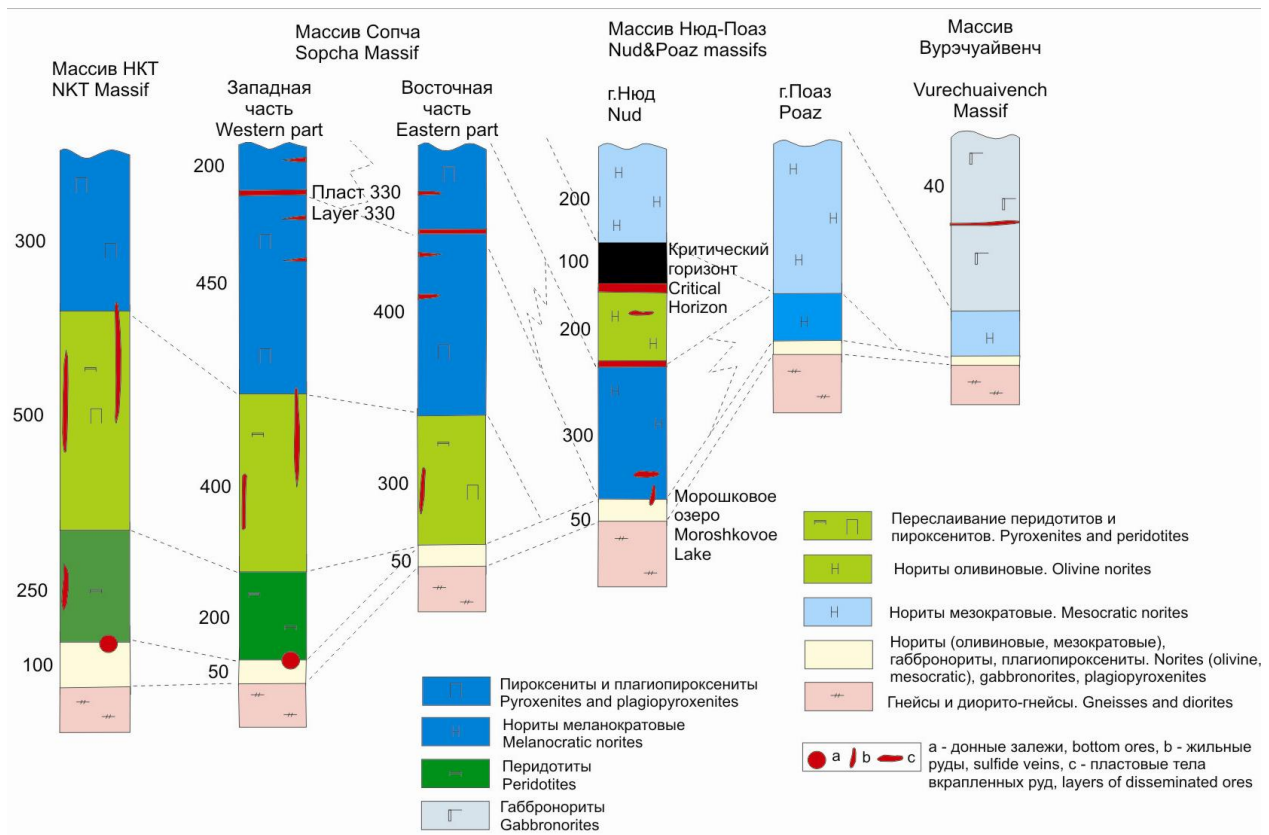 Массив НКТ
NKT Massif
Массив Сопча
Sopcha Massif
Западная
часть
Western part
Восточная
часть
Eastern part
Массив Нюд-Поаз
Nud&Poaz massifs
г.Нюд
Nud
г.Поаз
Poaz
Массив
Вурэчуайвенч
Vurechuaivench
Massif
300
500
250
100
200
450
400
200
50
Пласт 330
Layer 330
400
300
50
200
100
200
300
50
Критический
горизонт
Critical
Horizon
Морошковое
озеро
Moroshkovoe
Lake
40
Пироксениты и плагиопироксениты
Pyroxenites and plagiopyroxenites
Нориты меланократовые
Melanocratic norites
Перидотиты
Peridotites
Габбронориты
Gabbronorites
Переслаивание перидотитов и
пироксенитов. Pyroxenites and peridotites
Нориты оливиновые. Olivine norites
Нориты мезократовые. Mesocratic norites
Нориты (оливиновые, мезократовые),
габбронориты, плагиопироксениты. Norites (olivine,
mesocratic), gabbronorites, plagiopyroxenites
Гнейсы и диорито-гнейсы. Gneisses and diorites
a b c
a - донные залежи, bottom ores, b - жильные
руды, sulfide veins, c - пластовые тела
вкрапленных руд, layers of disseminated ores